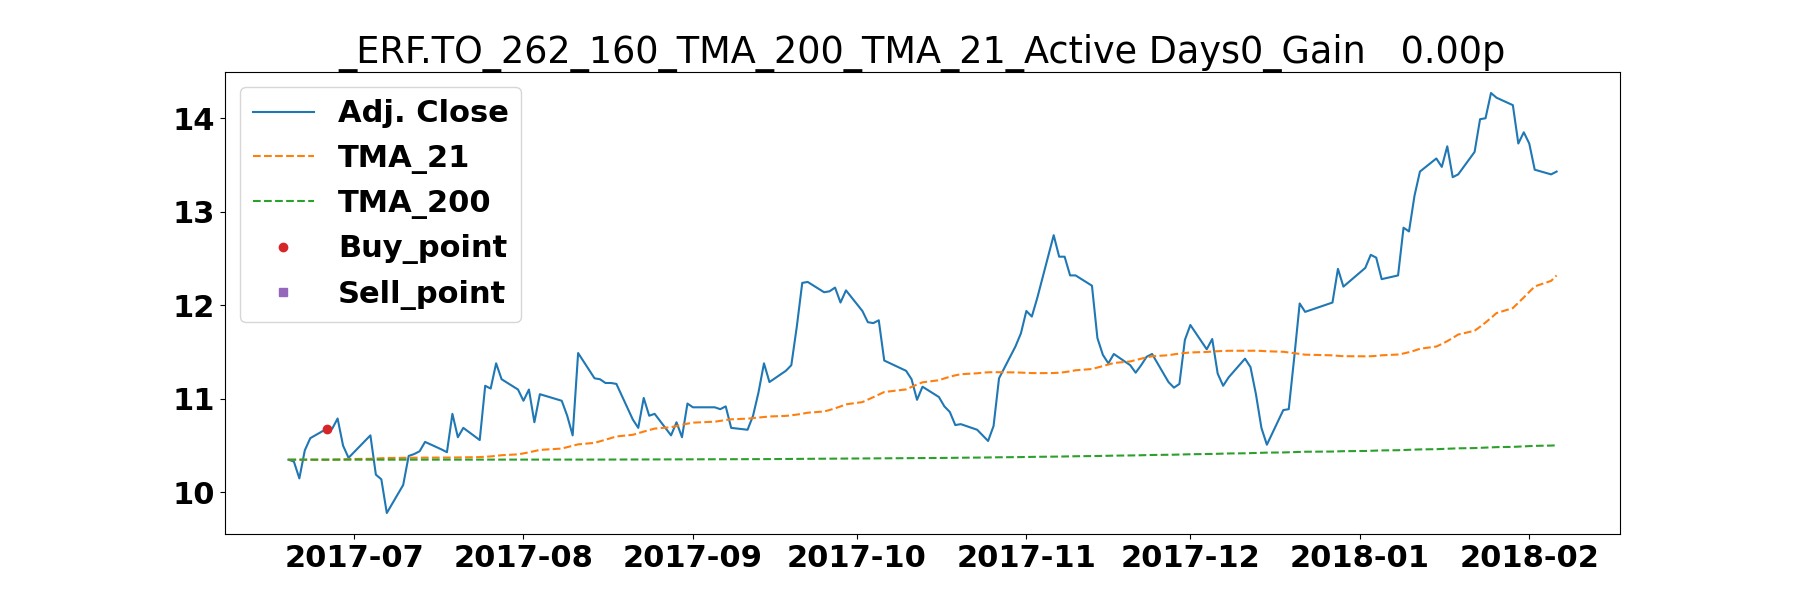 _ERF.TO_262_160_TMA_200_TMA_21_Active Days0_Gain   0.00p
Adj. Close
TMA_21
TMA_200
Buy_point
Sell_point
14
13
12
11
10
2017-07 2017-08 2017-09 2017-10 2017-11 2017-12 2018-01 2018-02